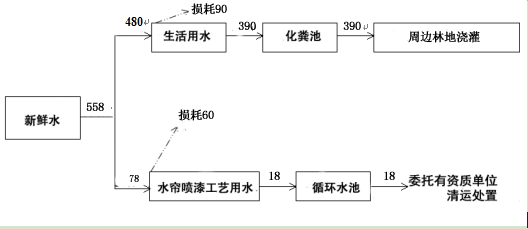 损耗90
480
生活用水
390
化粪池
390
周边林地浇灌
新鲜水
558
损耗60
78
水帘喷漆工艺用水
18
循环水池
18
委托有资质单位
清运处置